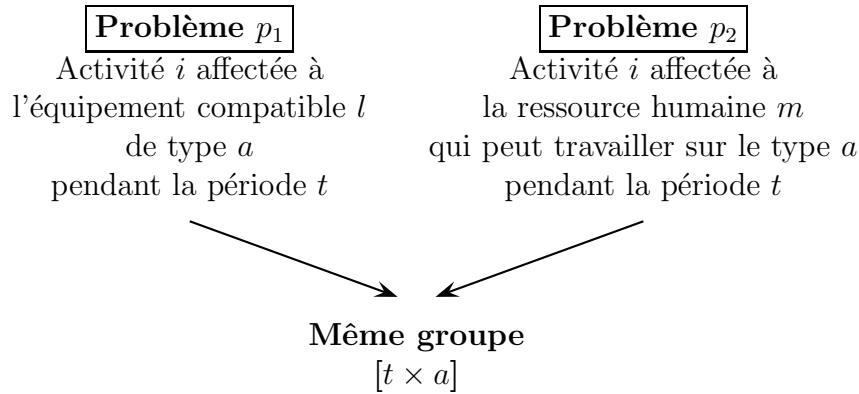 Problème p₁
Activité i affectée à
l'équipement compatible l
de type a
pendant la période t
Problème p₂
Activité i affectée à
la ressource humaine m
qui peut travailler sur le type a
pendant la période t
Même groupe
[t × a]